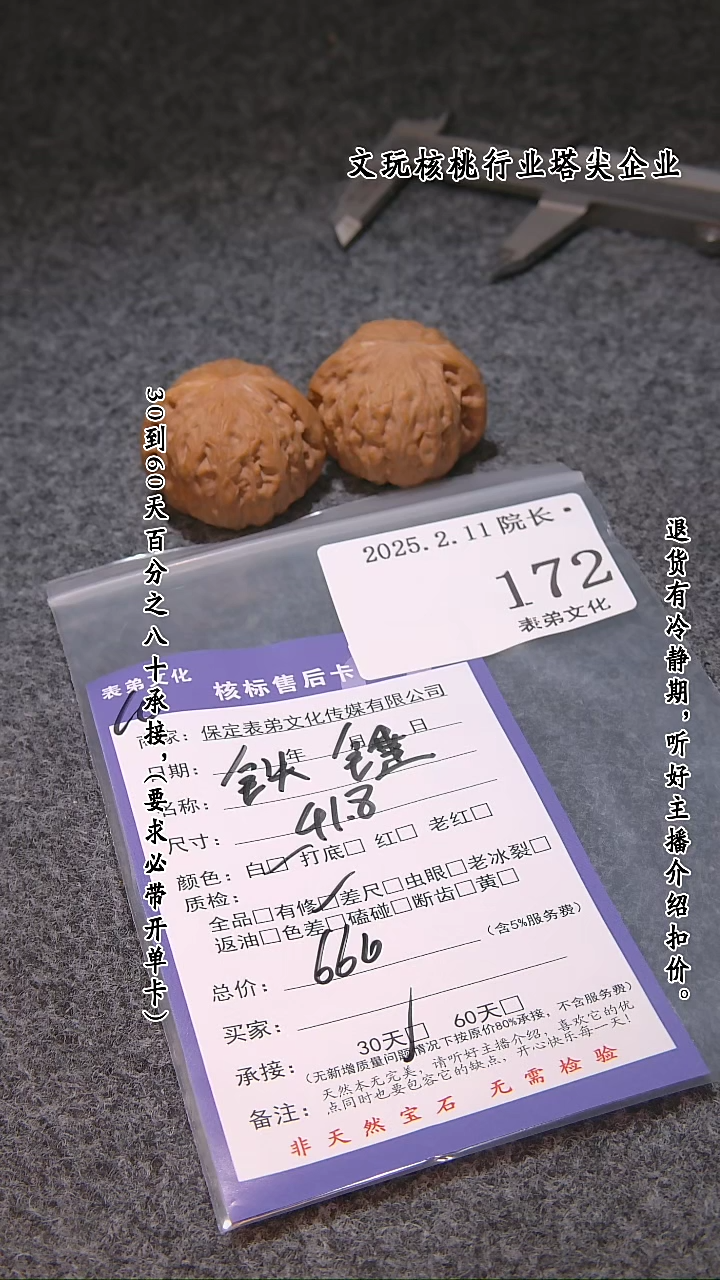 文玩核桃行业塔尖企业
30到60天百分之八十承接，（要求必带开单卡）
退货有冷静期，听好主播介绍扣价。
2025.2.11 院长·
172
表弟文化
表弟文化 核标售后卡
商家：保定表弟文化传媒有限公司
日期： 年 月 日
名称：铁锥
尺寸：41.8
颜色：白□ 打底□ 红□ 老红□
质检：
全品□有修□差尺□虫眼□老冰裂□
返油□色差□磕碰□断齿□黄□
总价：666 （含5%服务费）
买家：
30天□ 60天□
承接：（无新增质量问题情况下按原价80%承接，不含服务费）
备注：天然本无完美，请听好主播介绍，喜欢它的优
点同时也要包容它的缺点，开心快乐每一天！
非天然宝石 无需检验